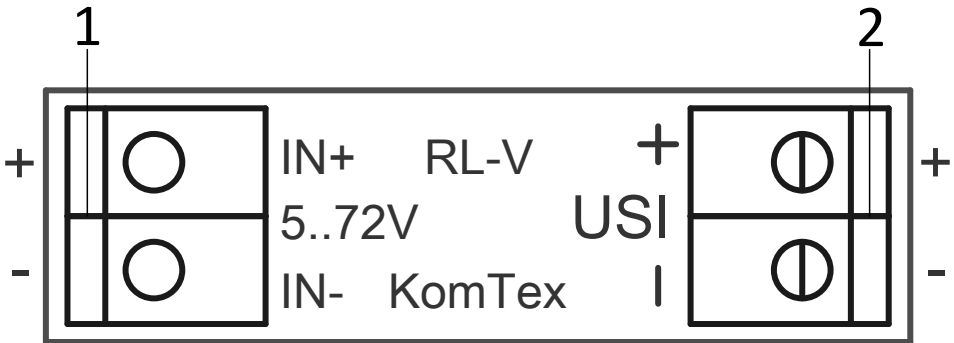 1 2
+ IN+ RL-V + +
5..72V USI
- IN- KomTex - -